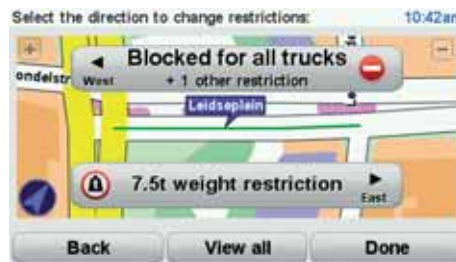 Select the direction to change restrictions: 10:42am
Blocked for all trucks
West + 1 other restriction
ondelstr
Leidseplein
7.5t weight restriction
East
Back View all Done